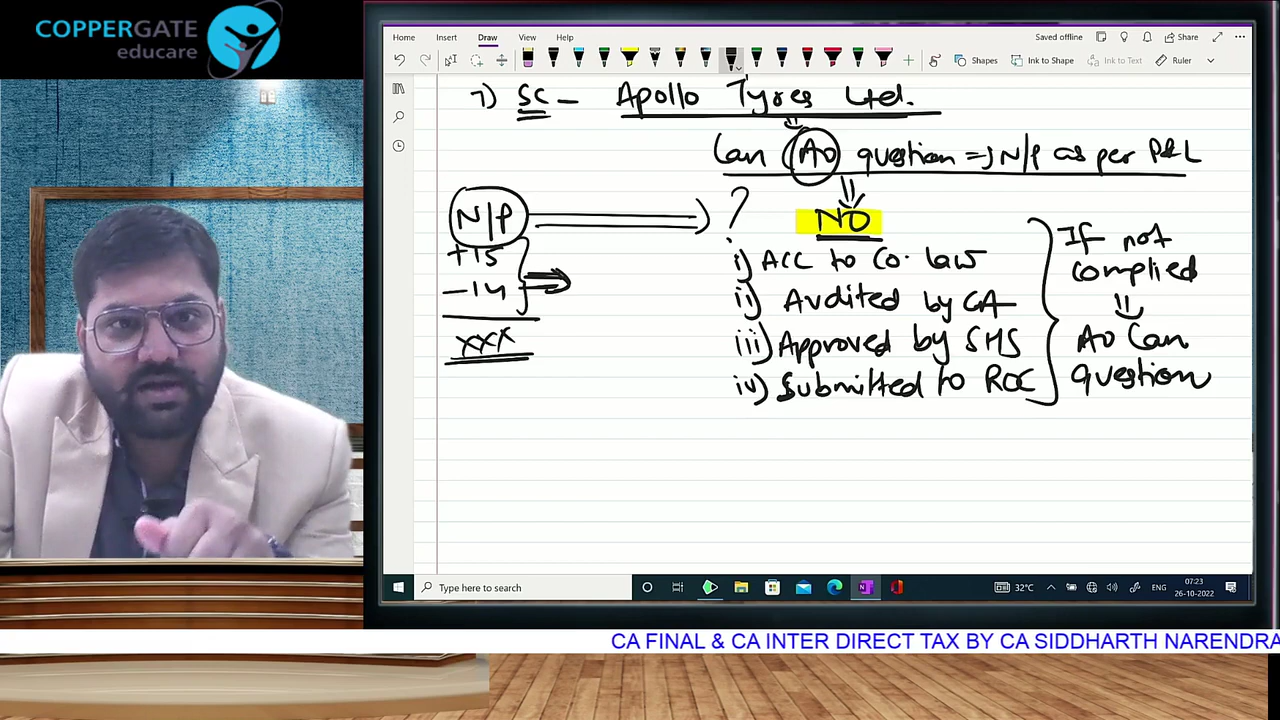 COPPERGATE
educare
Home Insert Draw View Help
Saved offline
Share
Shapes
Ink to Shape
Ink to Text
Ruler
7) SC - Apollo Tyres Ltd.
Can AO question => N/P as per P&L
N/P
?
NO
+15
-14
xxx
i) ACC to Co. law
ii) Audited by CA
iii) Approved by SHS
iv) Submitted to ROC
If not
complied
AO Can
question
Type here to search
32°C
ENG
07:23
26-10-2022
CA FINAL & CA INTER DIRECT TAX BY CA SIDDHARTH NARENDRA